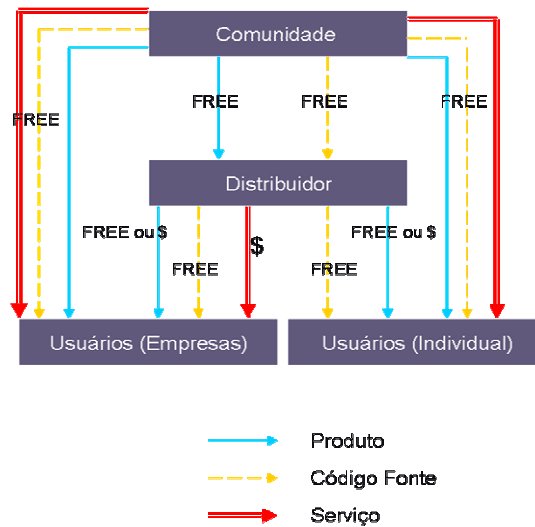 Comunidade
FREE
FREE
FREE
FREE
Distribuidor
FREE ou $
$
FREE ou $
FREE
FREE
Usuários (Empresas)
Usuários (Individual)
Produto
Código Fonte
Serviço